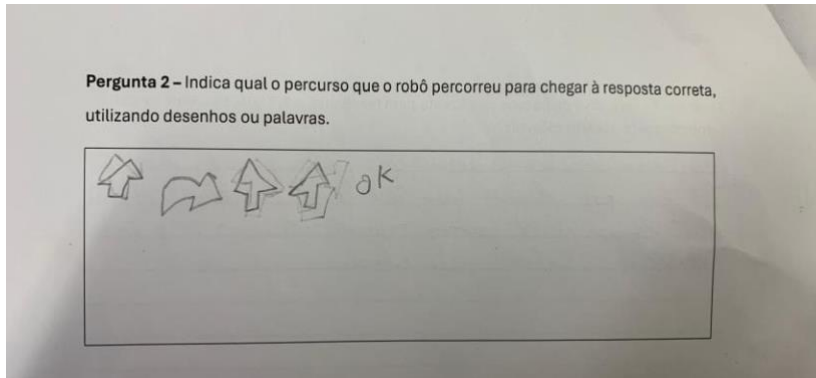 Pergunta 2 – Indica qual o percurso que o robô percorreu para chegar à resposta correta,
utilizando desenhos ou palavras.
ok